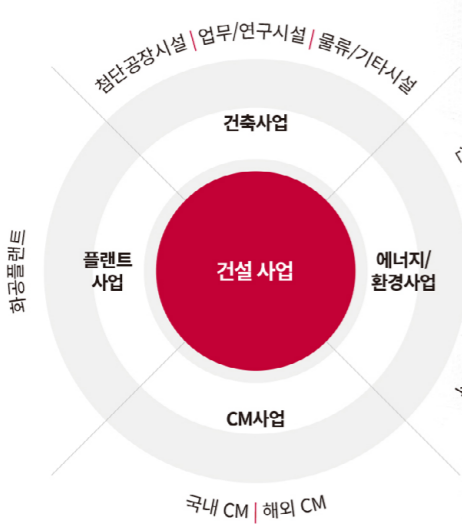 첨단공장시설 | 업무/연구시설 | 물류/기타시설
건축사업
화공플랜트
플랜트
사업
건설 사업
에너지/
환경사업
CM사업
국내 CM | 해외 CM